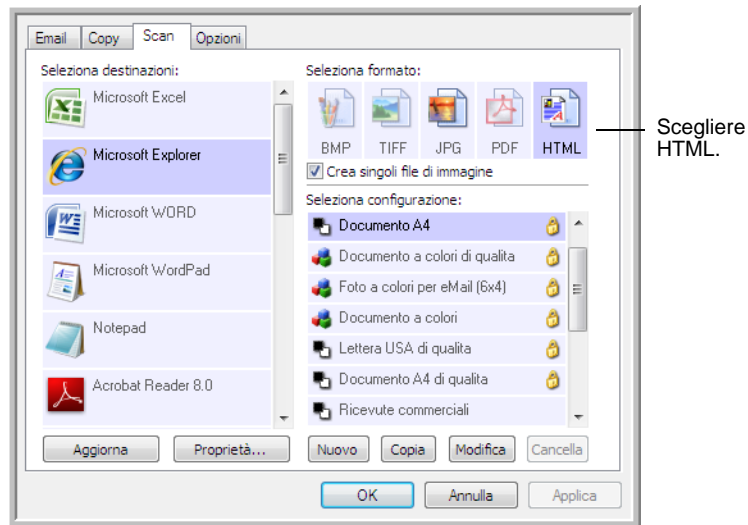 Email Copy Scan Opzioni
Seleziona destinazioni:
Microsoft Excel
Microsoft Explorer
Microsoft WORD
Microsoft WordPad
Notepad
Acrobat Reader 8.0
Aggiorna Proprietà...
Seleziona formato:
BMP TIFF JPG PDF HTML
Crea singoli file di immagine
Seleziona configurazione:
Documento A4
Documento a colori di qualita
Foto a colori per eMail (6x4)
Documento a colori
Lettera USA di qualita
Documento A4 di qualita
Ricevute commerciali
Nuovo Copia Modifica Cancella
OK Annulla Applica
Scegliere
HTML.